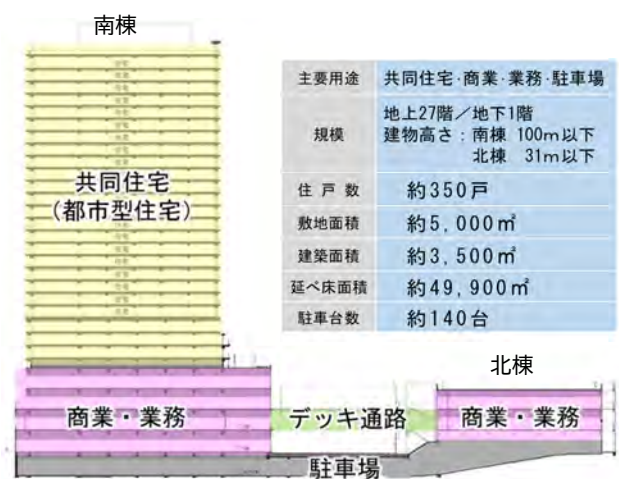 南棟
主要用途 共同住宅・商業・業務・駐車場
規模 地上27階／地下1階
建物高さ：南棟 100m以下
北棟 31m以下
住戸数 約350戸
敷地面積 約5,000㎡
建築面積 約3,500㎡
延べ床面積 約49,900㎡
駐車台数 約140台
共同住宅
（都市型住宅）
北棟
商業・業務 デッキ通路 商業・業務
駐車場